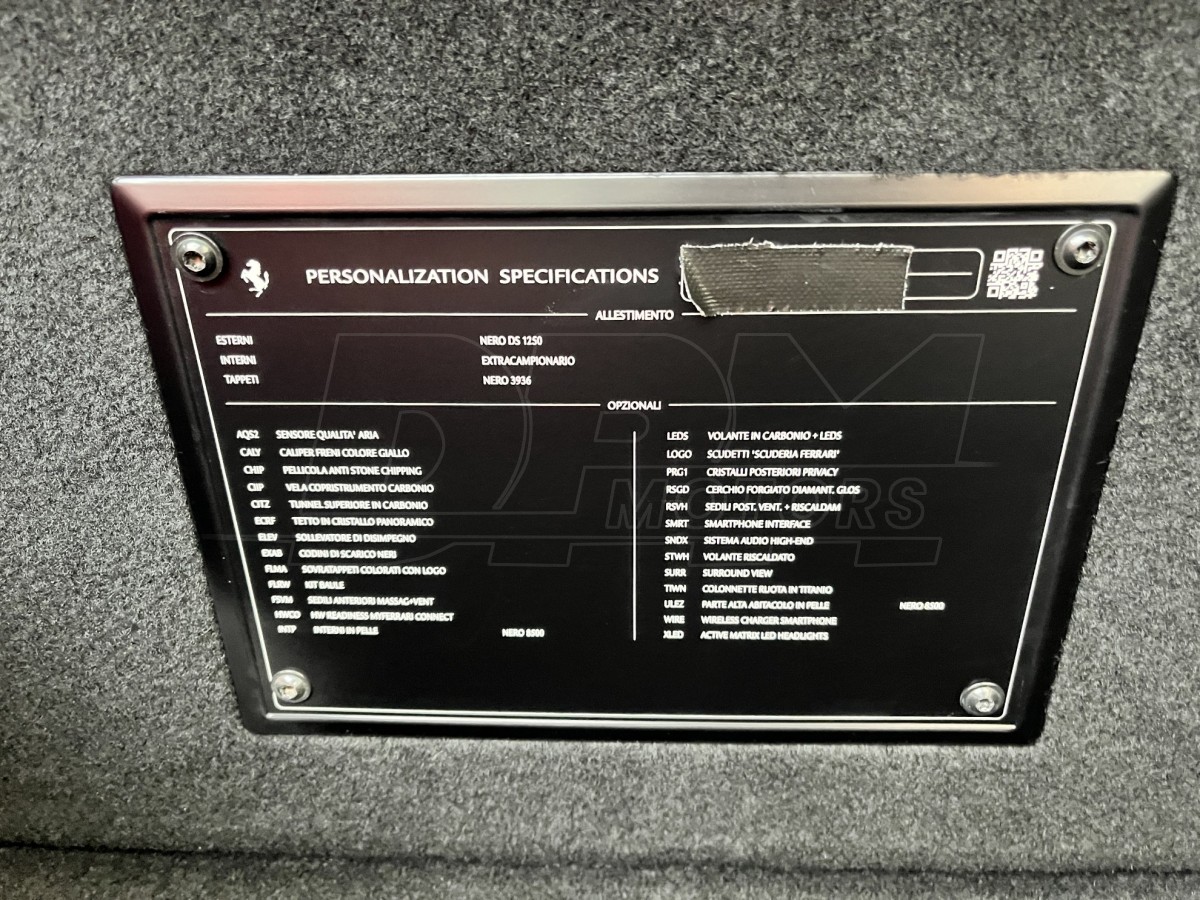 PERSONALIZATION SPECIFICATIONS
ALLESTIMENTO
ESTERNI NERO DS 1250
INTERNI EXTRACAMPIONARIO
TAPPETI NERO 3936
OPZIONALI
AQS2 SENSORE QUALITA' ARIA
CALY CALIPER FRENI COLORE GIALLO
CHIP PELLICOLA ANTI STONE CHIPPING
CIIP VELA COPRISTRUMENTO CARBONIO
CITZ TUNNEL SUPERIORE IN CARBONIO
ECRF TETTO IN CRISTALLO PANORAMICO
ELEV SOLLEVATORE DI DISIMPEGNO
EXAB CODINI DI SCARICO NERI
FLMA SOVRATAPPETI COLORATI CON LOGO
FLRW KIT BAULE
FSVM SEDILI ANTERIORI MASSAG+VENT
HWCO HW READINESS MYFERRARI CONNECT
INTP INTERNI IN PELLE NERO 8500
LEDS VOLANTE IN CARBONIO + LEDS
LOGO SCUDETTI "SCUDERIA FERRARI"
PRG1 CRISTALLI POSTERIORI PRIVACY
RSGD CERCHIO FORGIATO DIAMANT. GLOS
RSVH SEDILI POST. VENT. + RISCALDAM
SMRT SMARTPHONE INTERFACE
SNDX SISTEMA AUDIO HIGH-END
STWH VOLANTE RISCALDATO
SURR SURROUND VIEW
TIWN COLONNETTE RUOTA IN TITANIO
ULEZ PARTE ALTA ABITACOLO IN PELLE NERO 8500
WIRE WIRELESS CHARGER SMARTPHONE
XLED ACTIVE MATRIX LED HEADLIGHTS
DPM
MOTORS